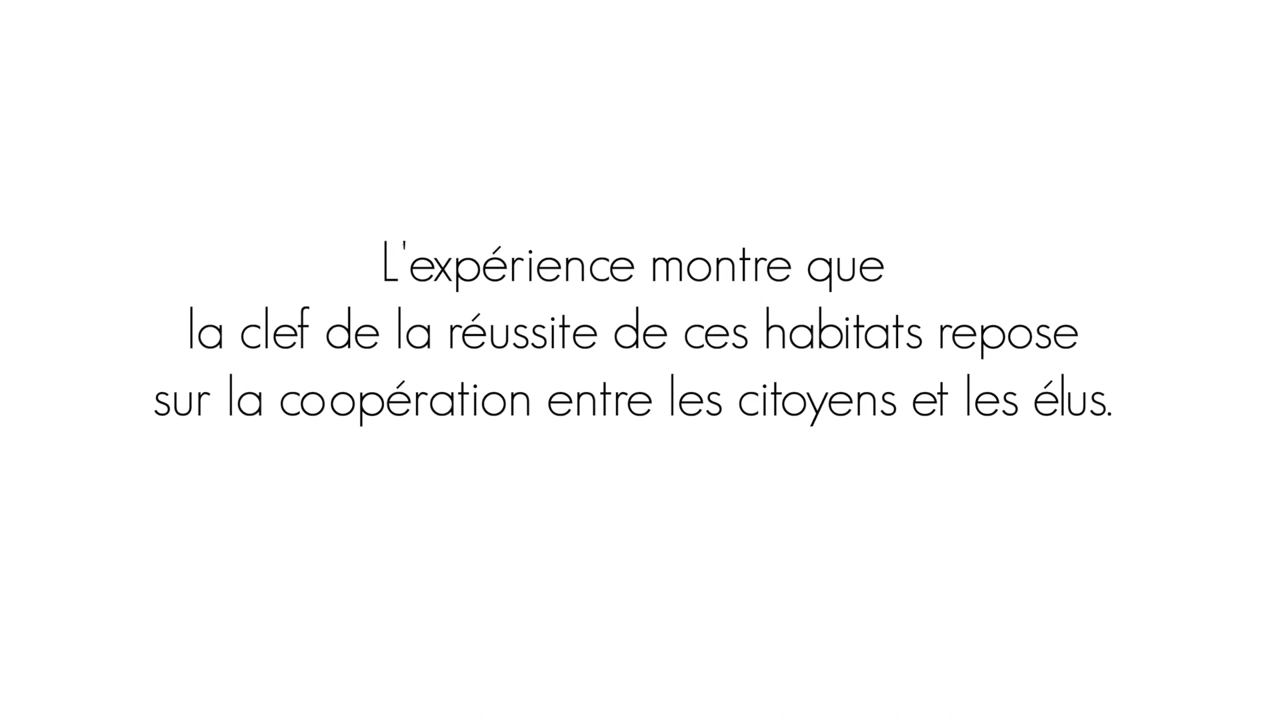 L'expérience montre que
la clef de la réussite de ces habitats repose
sur la coopération entre les citoyens et les élus.